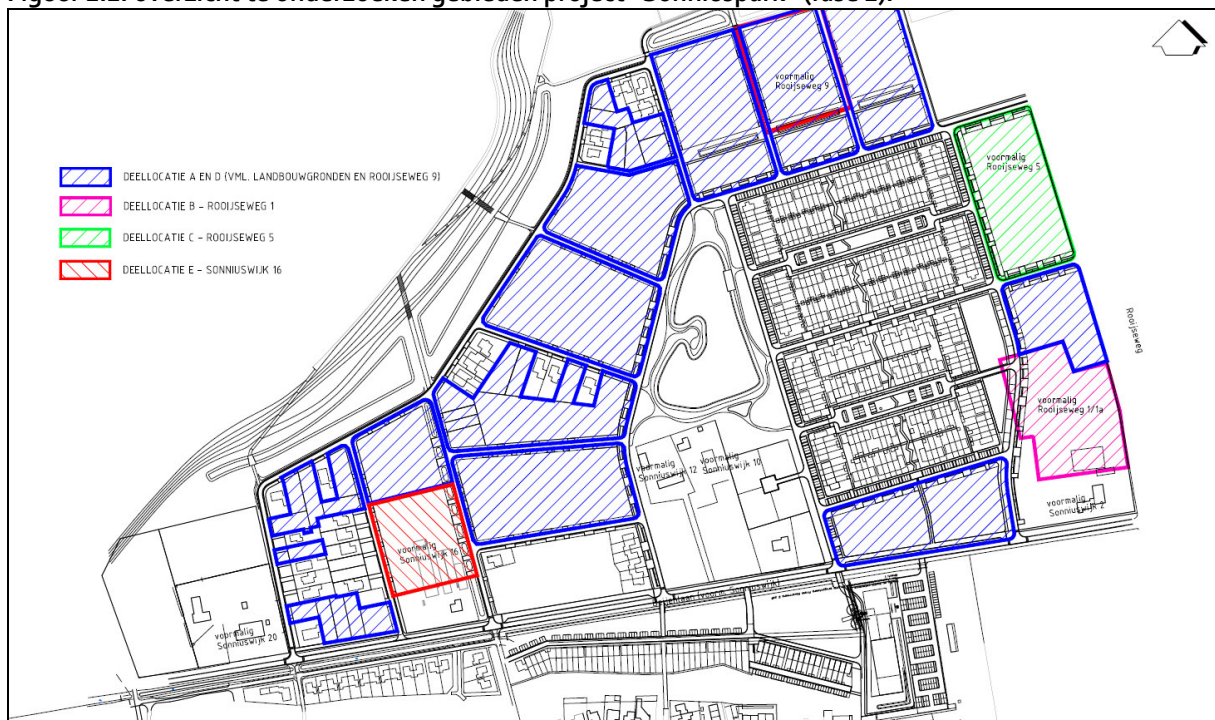 voormalig
Rooijseweg 9
voormalig
Rooijseweg 5
DEELLOCATIE A EN D (VML. LANDBOUWGRONDEN EN ROOIJSEWEG 9)
DEELLOCATIE B - ROOIJSEWEG 1
DEELLOCATIE C - ROOIJSEWEG 5
DEELLOCATIE E - SONNIUSWIJK 16
Rooijseweg
voormalig
Rooijseweg 1/1a
voormalig
Sonniuswijk 12
voormalig
Sonniuswijk 10
voormalig
Sonniuswijk 2
voormalig
Sonniuswijk 16
voormalig
Sonniuswijk 20